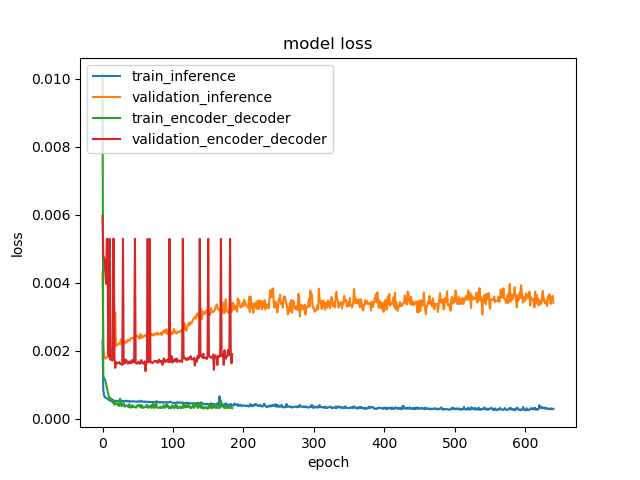 model loss
train_inference
validation_inference
train_encoder_decoder
validation_encoder_decoder
0.010
0.008
0.006
0.004
0.002
0.000
loss
0 100 200 300 400 500 600
epoch